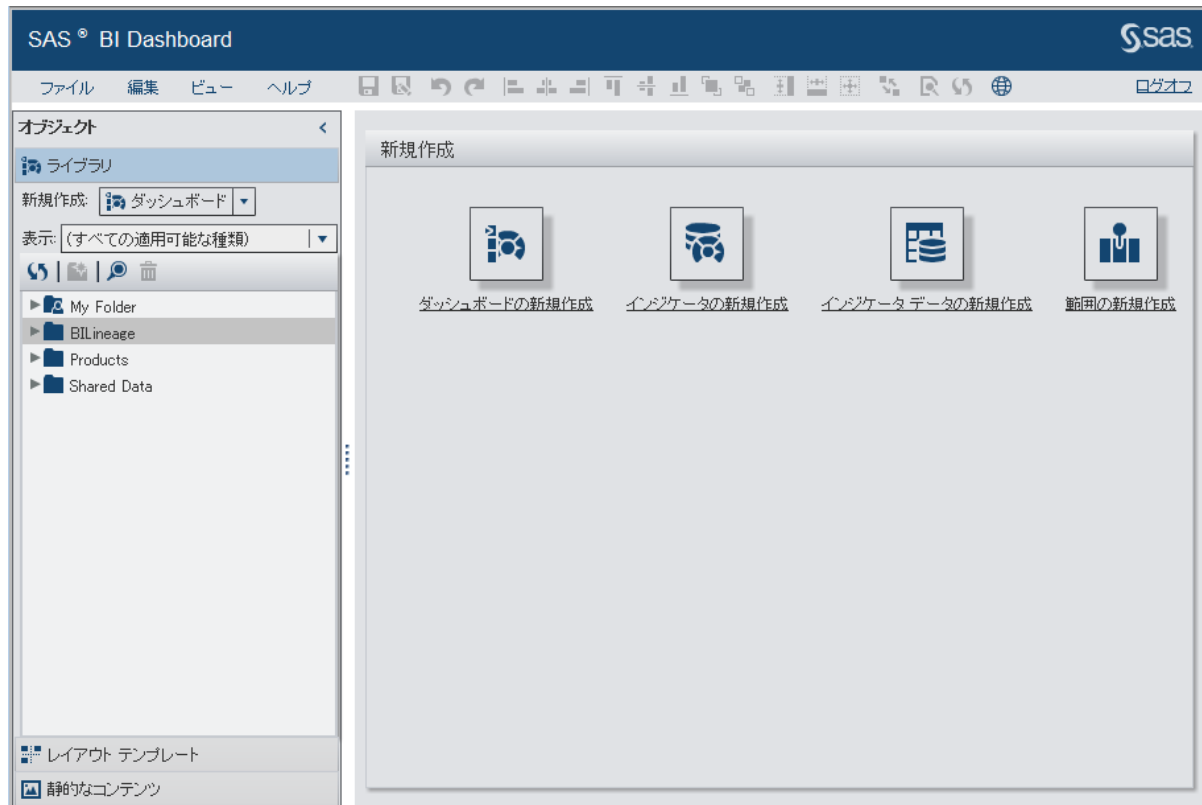 SAS ® BI Dashboard
sas
ファイル 編集 ビュー ヘルプ ログオフ
オブジェクト
ライブラリ
新規作成: ダッシュボード
表示: (すべての適用可能な種類)
My Folder
BILineage
Products
Shared Data
レイアウト テンプレート
静的なコンテンツ
新規作成
ダッシュボードの新規作成 インジケータの新規作成 インジケータ データの新規作成 範囲の新規作成